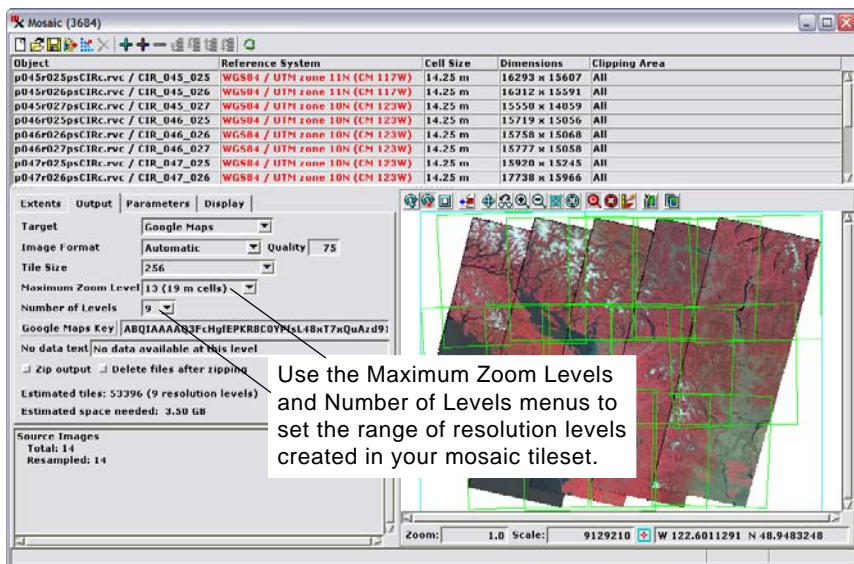 Mosaic (3684)
Object Reference System Cell Size Dimensions Clipping Area
p045r025psCIRc.rvc / CIR_045_025 WGS84 / UTM zone 11N (CM 117W) 14.25 m 16293 x 15607 All
p045r026psCIRc.rvc / CIR_045_026 WGS84 / UTM zone 11N (CM 117W) 14.25 m 16312 x 15591 All
p045r027psCIRc.rvc / CIR_045_027 WGS84 / UTM zone 10N (CM 123W) 14.25 m 15550 x 14859 All
p046r025psCIRc.rvc / CIR_046_025 WGS84 / UTM zone 10N (CM 123W) 14.25 m 15719 x 15056 All
p046r026psCIRc.rvc / CIR_046_026 WGS84 / UTM zone 10N (CM 123W) 14.25 m 15758 x 15068 All
p046r027psCIRc.rvc / CIR_046_027 WGS84 / UTM zone 10N (CM 123W) 14.25 m 15777 x 15058 All
p047r025psCIRc.rvc / CIR_047_025 WGS84 / UTM zone 10N (CM 123W) 14.25 m 15920 x 15245 All
p047r026psCIRc.rvc / CIR_047_026 WGS84 / UTM zone 10N (CM 123W) 14.25 m 17738 x 15966 All
Extents Output Parameters Display
Target Google Maps
Image Format Automatic Quality 75
Tile Size 256
Maximum Zoom Level 13 (19 m cells)
Number of Levels 9
Google Maps Key
No data text No data available at this level
Zip output Delete files after zipping
Estimated tiles: 53396 (9 resolution levels)
Estimated space needed: 3.50 GB
Use the Maximum Zoom Levels
and Number of Levels menus to
set the range of resolution levels
created in your mosaic tileset.
Source Images
Total: 14
Resampled: 14
Zoom: 1.0 Scale: 9129210 W 122.6011291 N 48.9483248